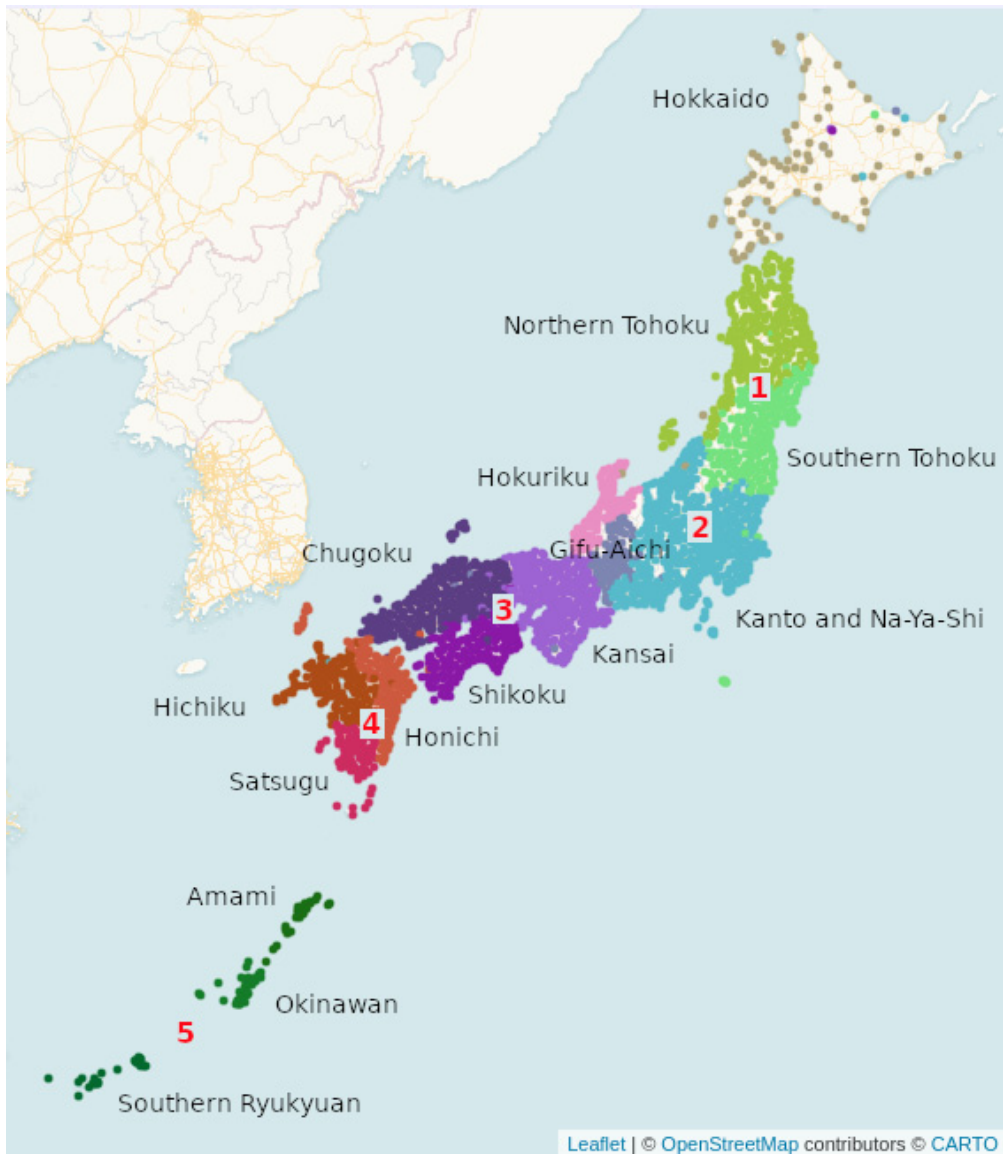 Hokkaido
Northern Tohoku
1
Southern Tohoku
Hokuriku
2
Chugoku
Gifu-Aichi
3
Kanto and Na-Ya-Shi
Kansai
Shikoku
Hichiku
4
Honichi
Satsugu
Amami
Okinawan
5
Southern Ryukyuan
Leaflet | © OpenStreetMap contributors © CARTO